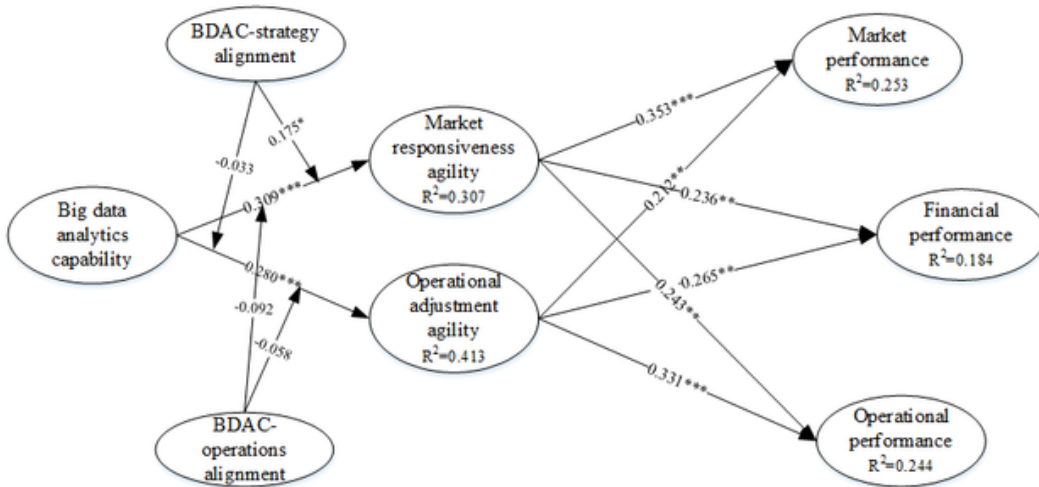 BDAC-strategy
alignment
Market
performance
R²=0.253
0.353***
0.175*
Market
responsiveness
agility
R²=0.307
-0.033
0.309***
0.212**
0.236**
Big data
analytics
capability
Financial
performance
R²=0.184
0.280***
-0.092
-0.058
Operational
adjustment
agility
R²=0.413
0.265**
0.243**
0.331***
BDAC-
operations
alignment
Operational
performance
R²=0.244